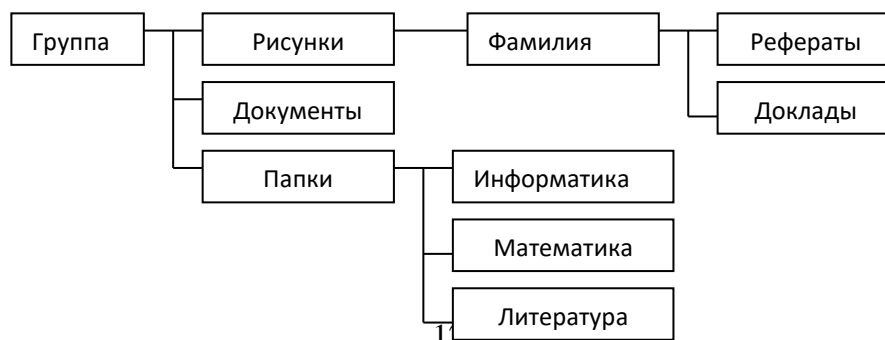 Группа Рисунки Фамилия Рефераты
Документы Доклады
Папки Информатика
Математика
Литература